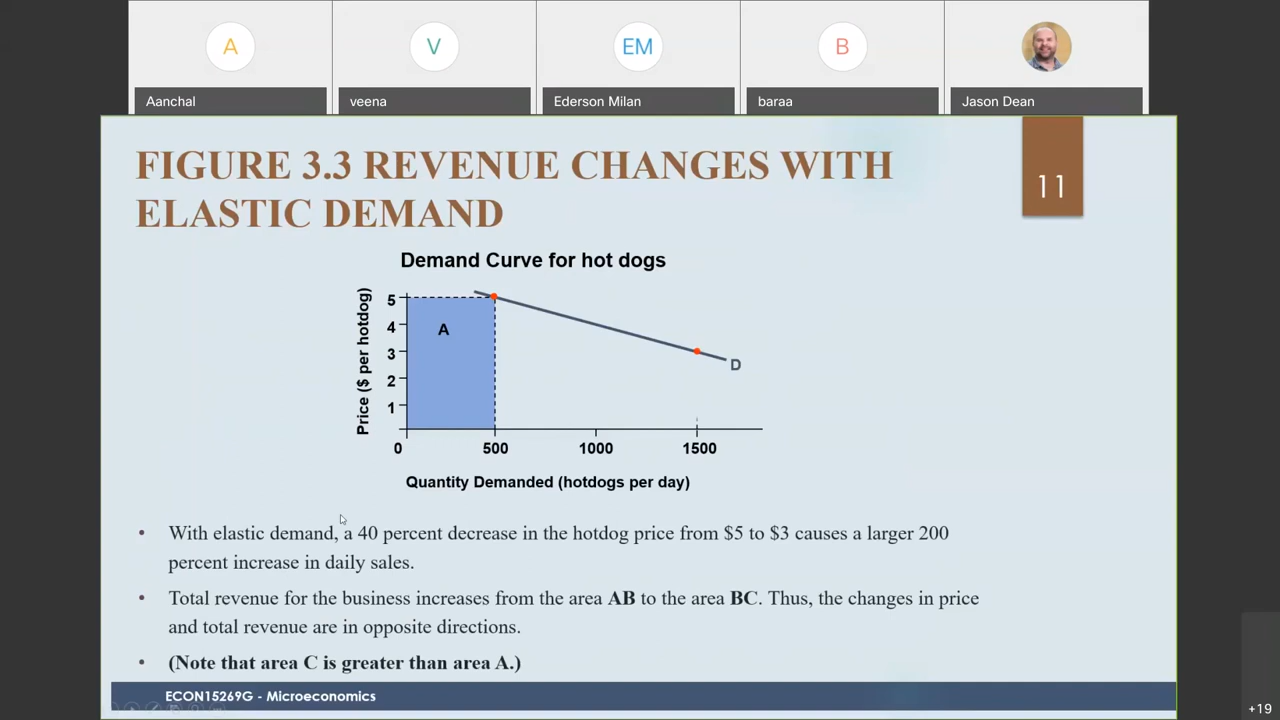 A
V
EM
B
Aanchal
veena
Ederson Milan
baraa
Jason Dean
FIGURE 3.3 REVENUE CHANGES WITH
ELASTIC DEMAND
11
Demand Curve for hot dogs
Price ($ per hotdog)
5
4
3
2
1
A
D
0
500
1000
1500
Quantity Demanded (hotdogs per day)
• With elastic demand, a 40 percent decrease in the hotdog price from $5 to $3 causes a larger 200
percent increase in daily sales.
• Total revenue for the business increases from the area AB to the area BC. Thus, the changes in price
and total revenue are in opposite directions.
• (Note that area C is greater than area A.)
ECON15269G - Microeconomics
+19